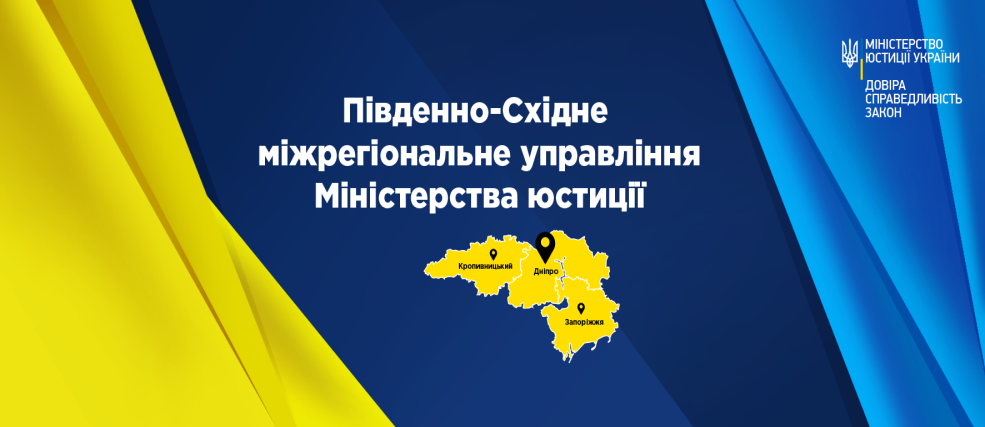 МІНІСТЕРСТВО
ЮСТИЦІЇ УКРАЇНИ
ДОВІРА
СПРАВЕДЛИВІСТЬ
ЗАКОН
Південно-Східне
міжрегіональне управління
Міністерства юстиції
Кропивницький
Дніпро
Запоріжжя